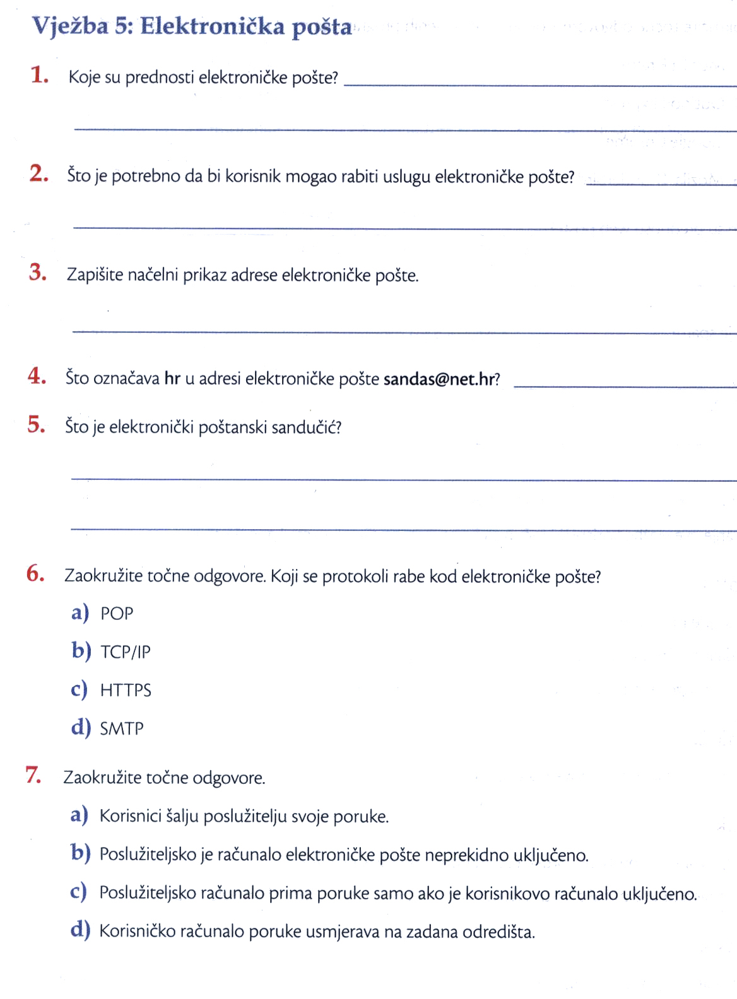 Vježba 5: Elektronička pošta
1. Koje su prednosti elektroničke pošte?
2. Što je potrebno da bi korisnik mogao rabiti uslugu elektroničke pošte?
3. Zapišite načelni prikaz adrese elektroničke pošte.
4. Što označava hr u adresi elektroničke pošte sandas@net.hr?
5. Što je elektronički poštanski sandučić?
6. Zaokružite točne odgovore. Koji se protokoli rabe kod elektroničke pošte?
a) POP
b) TCP/IP
c) HTTPS
d) SMTP
7. Zaokružite točne odgovore.
a) Korisnici šalju poslužitelju svoje poruke.
b) Poslužiteljsko je računalo elektroničke pošte neprekidno uključeno.
c) Poslužiteljsko računalo prima poruke samo ako je korisnikovo računalo uključeno.
d) Korisničko računalo poruke usmjerava na zadana odredišta.